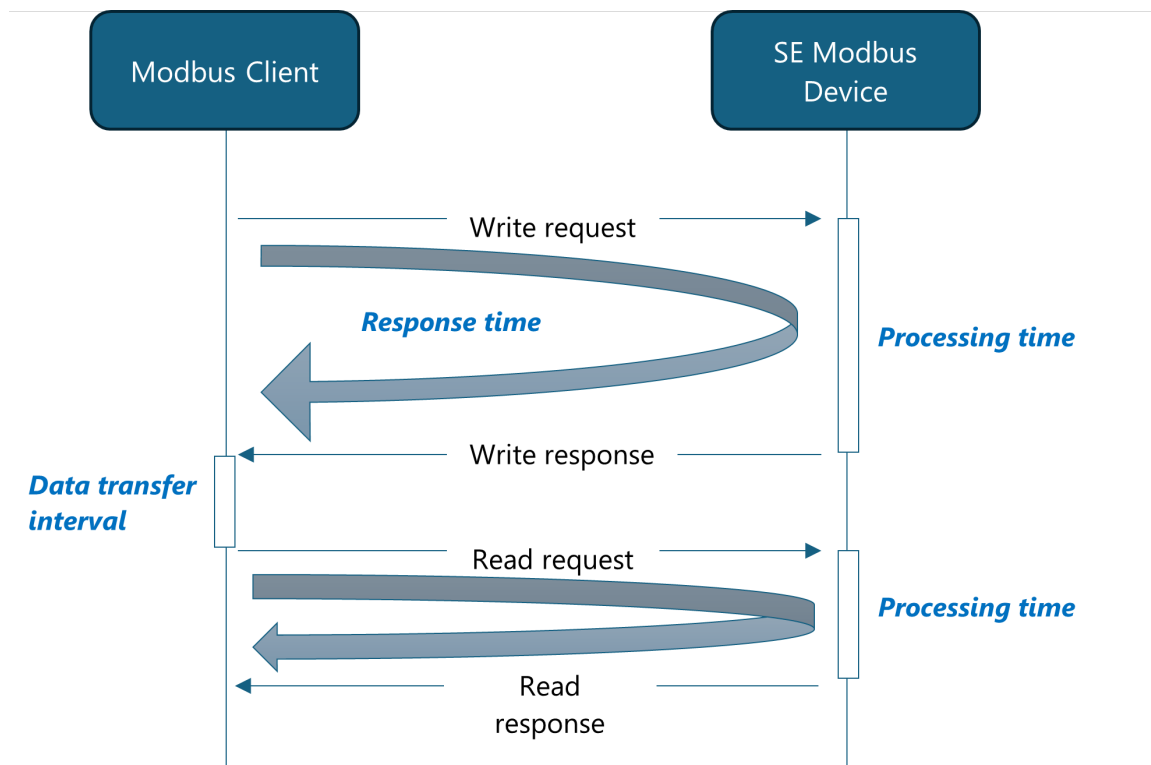 Modbus Client
SE Modbus
Device
Write request
Response time
Processing time
Write response
Data transfer
interval
Read request
Processing time
Read
response